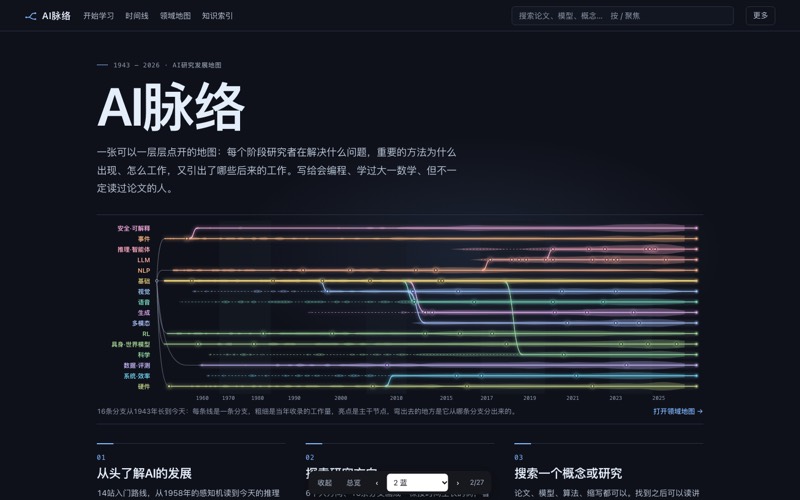 AI脉络
开始学习
时间线
领域地图
知识索引
搜索论文、模型、概念… 按 / 聚焦
更多
1943 — 2026 · AI研究发展地图
AI脉络
一张可以一层层点开的地图：每个阶段研究者在解决什么问题，重要的方法为什么
出现、怎么工作，又引出了哪些后来的工作。写给会编程、学过大一数学、但不一
定读过论文的人。
安全·可解释
事件
推理·智能体
LLM
NLP
基础
视觉
语音
生成
多模态
RL
具身·世界模型
科学
数据·评测
系统·效率
硬件
1960 1970 1980 1990 2000 2010 2015 2017 2019 2021 2023 2025
16条分支从1943年长到今天：每条线是一条分支，粗细是当年收录的工作量，亮点是主干节点，弯出去的地方是它从哪条分支分出来的。
打开领域地图 →
01
从头了解AI的发展
14站入门路线，从1958年的感知机读到今天的推理
02
探索研究方向
03
搜索一个概念或研究
论文、模型、算法、缩写都可以。找到之后可以读讲
收起
总览
‹
2 蓝
›
2/27